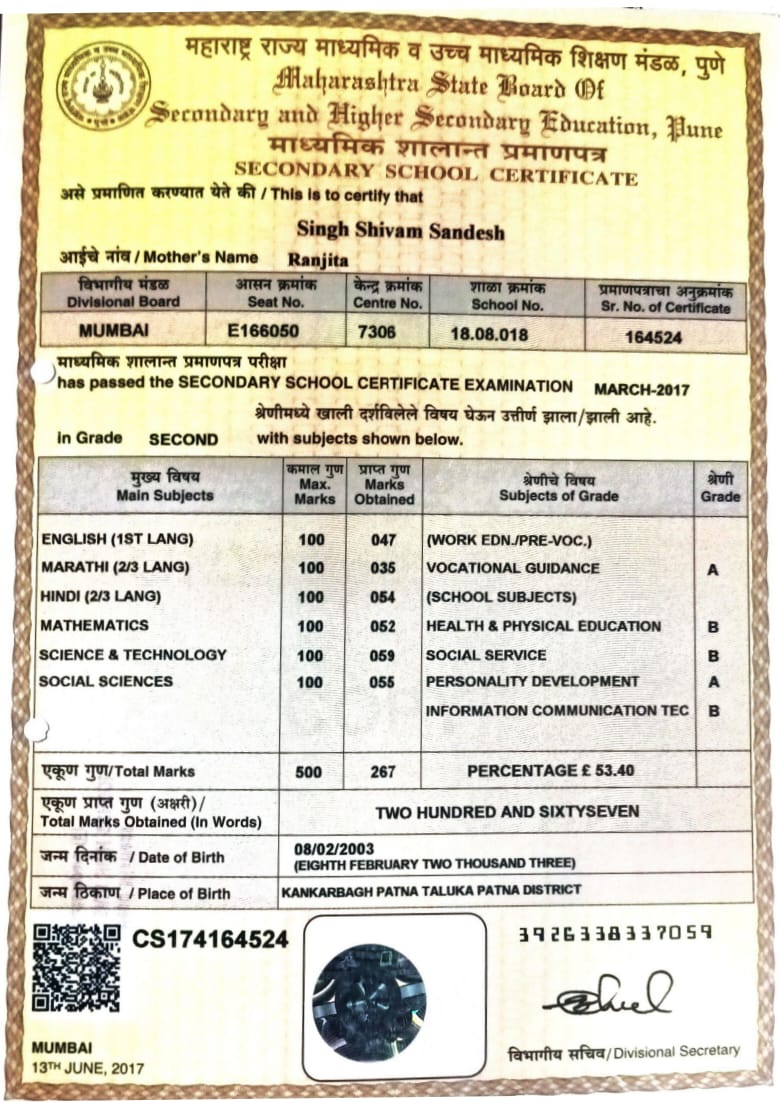 महाराष्ट्र राज्य माध्यमिक व उच्च माध्यमिक शिक्षण मंडळ, पुणे
Maharashtra State Board Of
Secondary and Higher Secondary Education, Pune
माध्यमिक शालान्त प्रमाणपत्र
SECONDARY SCHOOL CERTIFICATE
असे प्रमाणित करण्यात येते की / This is to certify that
Singh Shivam Sandesh
आईचे नांव / Mother's Name Ranjita
विभागीय मंडळ आसन क्रमांक केन्द्र क्रमांक शाळा क्रमांक प्रमाणपत्राचा अनुक्रमांक
Divisional Board Seat No. Centre No. School No. Sr. No. of Certificate
MUMBAI E166050 7306 18.08.018 164524
माध्यमिक शालान्त प्रमाणपत्र परीक्षा
has passed the SECONDARY SCHOOL CERTIFICATE EXAMINATION MARCH-2017
श्रेणीमध्ये खाली दर्शविलेले विषय घेऊन उत्तीर्ण झाला/झाली आहे.
in Grade SECOND with subjects shown below.
मुख्य विषय कमाल गुण प्राप्त गुण श्रेणीचे विषय श्रेणी
Main Subjects Max. Marks Marks Obtained Subjects of Grade Grade
ENGLISH (1ST LANG) 100 047 (WORK EDN./PRE-VOC.)
MARATHI (2/3 LANG) 100 035 VOCATIONAL GUIDANCE A
HINDI (2/3 LANG) 100 054 (SCHOOL SUBJECTS)
MATHEMATICS 100 052 HEALTH & PHYSICAL EDUCATION B
SCIENCE & TECHNOLOGY 100 059 SOCIAL SERVICE B
SOCIAL SCIENCES 100 055 PERSONALITY DEVELOPMENT A
INFORMATION COMMUNICATION TEC B
एकूण गुण/Total Marks 500 267 PERCENTAGE £ 53.40
एकूण प्राप्त गुण (अक्षरी)/
Total Marks Obtained (In Words) TWO HUNDRED AND SIXTYSEVEN
जन्म दिनांक / Date of Birth 08/02/2003
(EIGHTH FEBRUARY TWO THOUSAND THREE)
जन्म ठिकाण / Place of Birth KANKARBAGH PATNA TALUKA PATNA DISTRICT
CS174164524
3926338337059
MUMBAI
13TH JUNE, 2017
विभागीय सचिव/Divisional Secretary